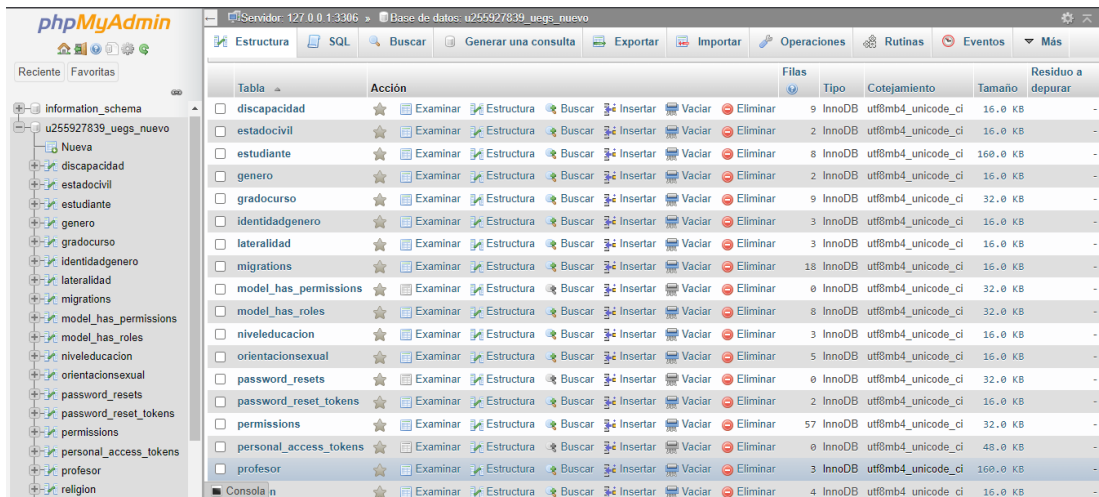 phpMyAdmin
Reciente Favoritas
information_schema
u255927839_uegs_nuevo
Nueva
discapacidad
estadocivil
estudiante
genero
gradocurso
identidadgenero
lateralidad
migrations
model_has_permissions
model_has_roles
niveleducacion
orientacionsexual
password_resets
password_reset_tokens
permissions
personal_access_tokens
profesor
religion
Servidor: 127.0.0.1:3306 » Base de datos: u255927839_uegs_nuevo
Estructura SQL Buscar Generar una consulta Exportar Importar Operaciones Rutinas Eventos Más
Tabla Acción Filas Tipo Cotejamiento Tamaño Residuo a depurar
discapacidad Examinar Estructura Buscar Insertar Vaciar Eliminar 9 InnoDB utf8mb4_unicode_ci 16.0 KB -
estadocivil Examinar Estructura Buscar Insertar Vaciar Eliminar 2 InnoDB utf8mb4_unicode_ci 16.0 KB -
estudiante Examinar Estructura Buscar Insertar Vaciar Eliminar 8 InnoDB utf8mb4_unicode_ci 160.0 KB -
genero Examinar Estructura Buscar Insertar Vaciar Eliminar 2 InnoDB utf8mb4_unicode_ci 16.0 KB -
gradocurso Examinar Estructura Buscar Insertar Vaciar Eliminar 9 InnoDB utf8mb4_unicode_ci 32.0 KB -
identidadgenero Examinar Estructura Buscar Insertar Vaciar Eliminar 3 InnoDB utf8mb4_unicode_ci 16.0 KB -
lateralidad Examinar Estructura Buscar Insertar Vaciar Eliminar 3 InnoDB utf8mb4_unicode_ci 16.0 KB -
migrations Examinar Estructura Buscar Insertar Vaciar Eliminar 18 InnoDB utf8mb4_unicode_ci 16.0 KB -
model_has_permissions Examinar Estructura Buscar Insertar Vaciar Eliminar 0 InnoDB utf8mb4_unicode_ci 32.0 KB -
model_has_roles Examinar Estructura Buscar Insertar Vaciar Eliminar 8 InnoDB utf8mb4_unicode_ci 32.0 KB -
niveleducacion Examinar Estructura Buscar Insertar Vaciar Eliminar 3 InnoDB utf8mb4_unicode_ci 16.0 KB -
orientacionsexual Examinar Estructura Buscar Insertar Vaciar Eliminar 5 InnoDB utf8mb4_unicode_ci 16.0 KB -
password_resets Examinar Estructura Buscar Insertar Vaciar Eliminar 0 InnoDB utf8mb4_unicode_ci 32.0 KB -
password_reset_tokens Examinar Estructura Buscar Insertar Vaciar Eliminar 2 InnoDB utf8mb4_unicode_ci 16.0 KB -
permissions Examinar Estructura Buscar Insertar Vaciar Eliminar 57 InnoDB utf8mb4_unicode_ci 32.0 KB -
personal_access_tokens Examinar Estructura Buscar Insertar Vaciar Eliminar 0 InnoDB utf8mb4_unicode_ci 48.0 KB -
profesor Examinar Estructura Buscar Insertar Vaciar Eliminar 3 InnoDB utf8mb4_unicode_ci 160.0 KB -
Consola n Examinar Estructura Buscar Insertar Vaciar Eliminar 4 InnoDB utf8mb4_unicode_ci 16.0 KB -